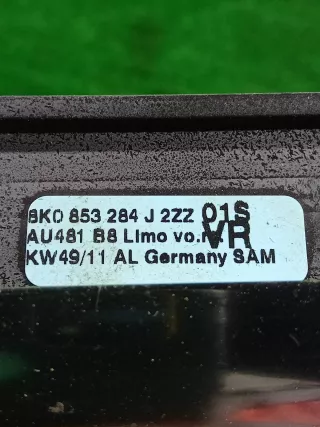 8K0 853 284 J 2ZZ 01S
AU481 B8 Limo vo.r. VR
KW49/11 AL Germany SAM